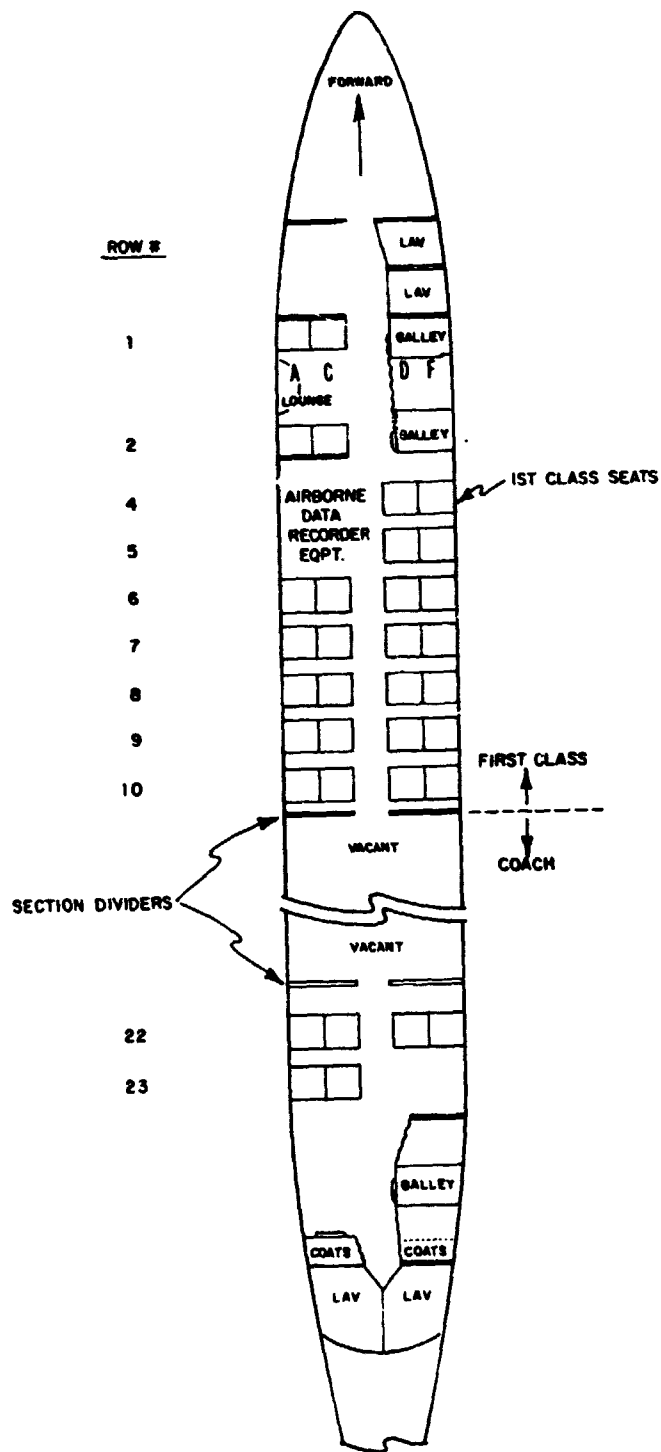 FORWARD
ROW #
LAV
LAV
1
GALLEY
A C
D F
LOUNGE
2
GALLEY
1ST CLASS SEATS
4
AIRBORNE
DATA
RECORDER
EQPT.
5
6
7
8
9
FIRST CLASS
10
VACANT
COACH
SECTION DIVIDERS
VACANT
22
23
GALLEY
COATS
COATS
LAV
LAV